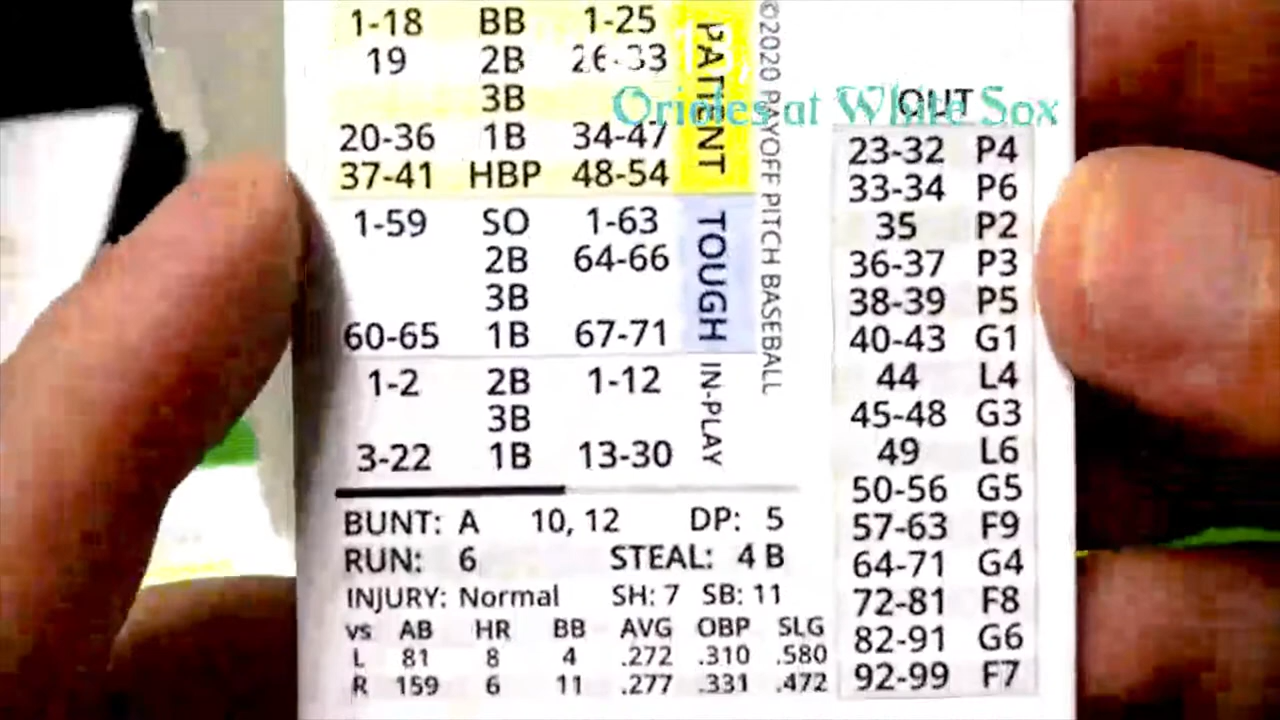 1-18 BB 1-25
19 2B 26-33
3B
20-36 1B 34-47
37-41 HBP 48-54
PATIENT
1-59 SO 1-63
2B 64-66
3B
60-65 1B 67-71
TOUGH
1-2 2B 1-12
3B
3-22 1B 13-30
IN-PLAY
©2020 PAYOFF PITCH BASEBALL
Orioles at White Sox
BUNT: A 10, 12 DP: 5
RUN: 6 STEAL: 4 B
INJURY: Normal SH: 7 SB: 11
vs AB HR BB AVG OBP SLG
L 81 8 4 .272 .310 .580
R 159 6 11 .277 .331 .472
OUT
23-32 P4
33-34 P6
35 P2
36-37 P3
38-39 P5
40-43 G1
44 L4
45-48 G3
49 L6
50-56 G5
57-63 F9
64-71 G4
72-81 F8
82-91 G6
92-99 F7